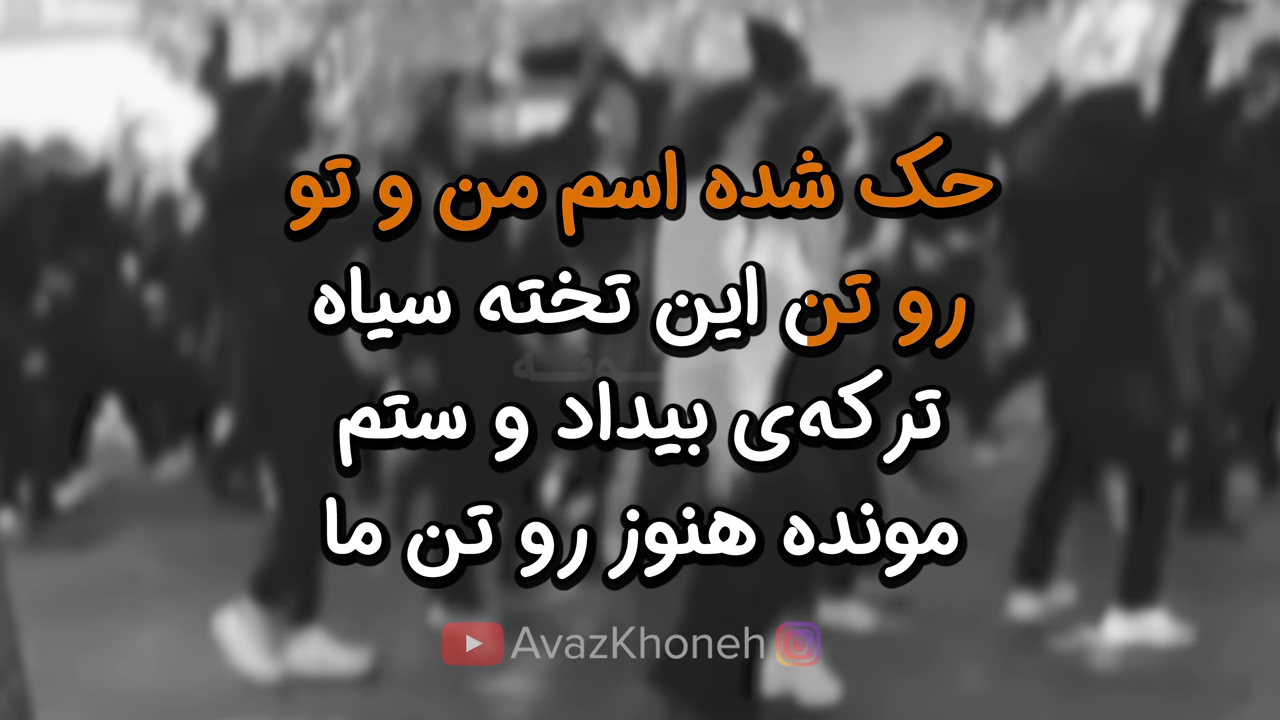 حک شده اسم من و تو
رو تن این تخته سیاه
ترکه‌ی بیداد و ستم
مونده هنوز رو تن ما
AvazKhoneh